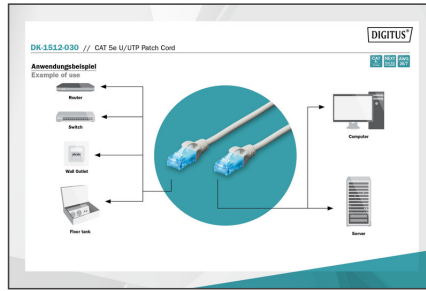 DIGITUS®
DK-1512-030 // CAT 5e U/UTP Patch Cord
Anwendungsbeispiel
Example of use
Router
Switch
Wall Outlet
Floor tank
Computer
Server